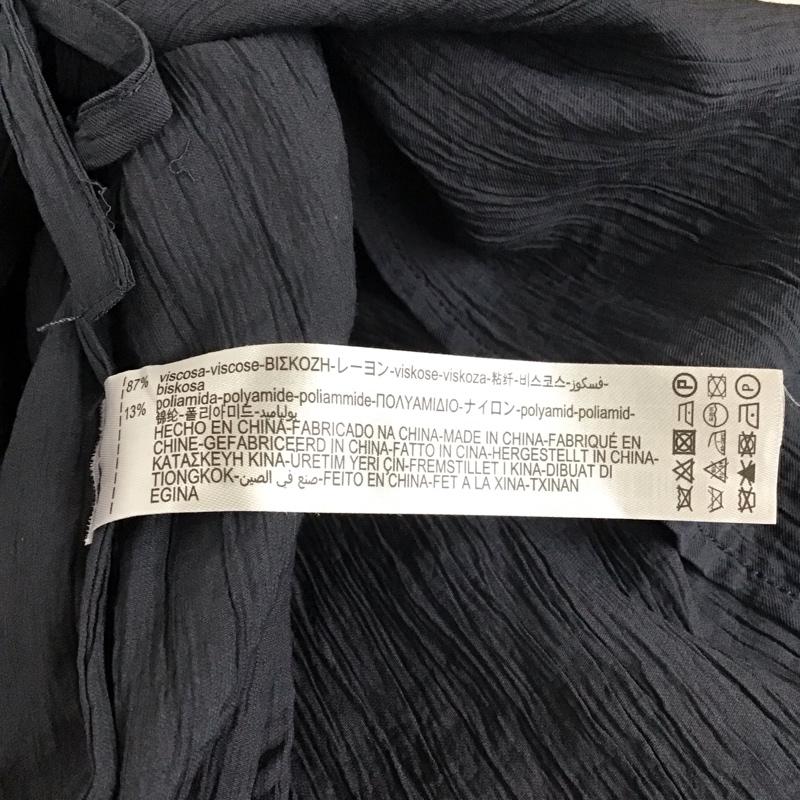 87% viscosa-viscose-ΒΙΣΚΟΖΗ-レーヨン-viskose-viskoza-粘纤-비스코스-فسكوز-
biskosa
13% poliamida-polyamide-poliammide-ΠΟΛΥΑΜΙΔΙΟ-ナイロン-polyamid-poliamid-
锦纶-폴리아미드-بولياميد
HECHO EN CHINA-FABRICADO NA CHINA-MADE IN CHINA-FABRIQUÉ EN
CHINE-GEFABRICEERD IN CHINA-FATTO IN CINA-HERGESTELLT IN CHINA-
ΚΑΤΑΣΚΕΥΗ ΚΙΝΑ-ÜRETİM YERİ ÇİN-FREMSTILLET I KINA-DIBUAT DI
TIONGKOK-صنع في الصين-FEITO EN CHINA-FET A LA XINA-TXINAN
EGINA
P P